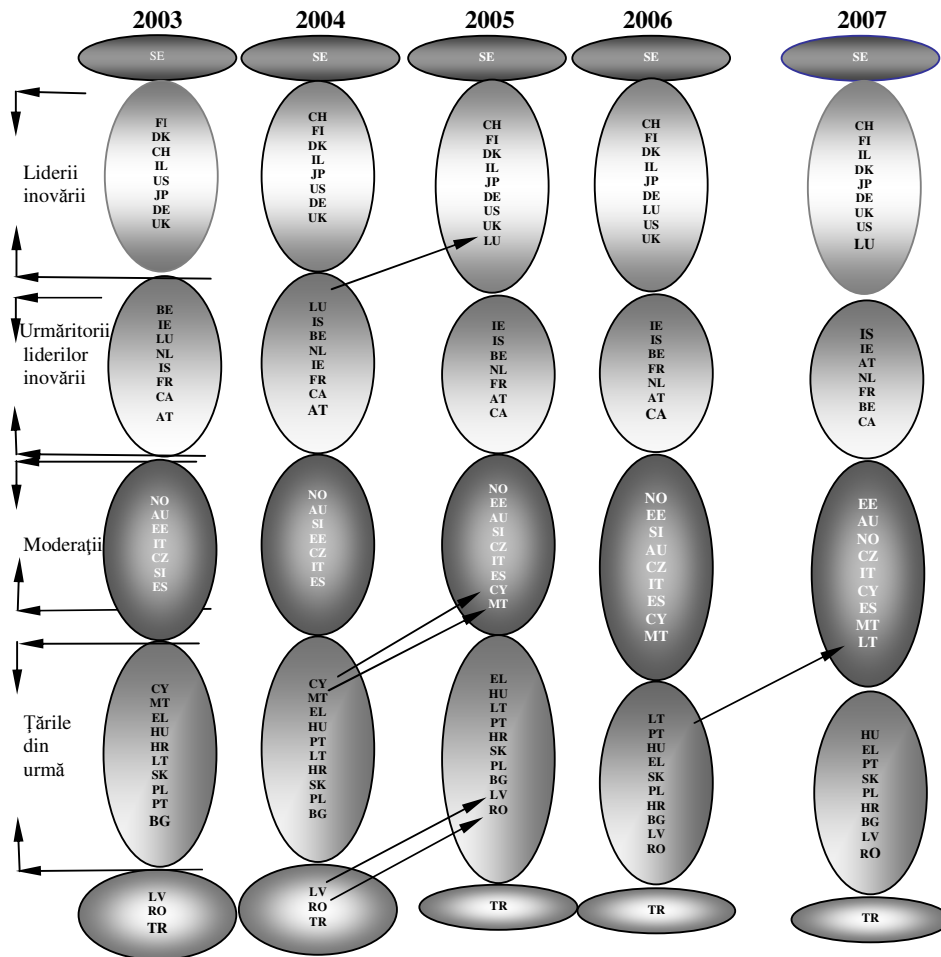 2003
2004
2005
2006
2007
SE
SE
SE
SE
SE
Liderii
inovării
FI
DK
CH
IL
US
JP
DE
UK
CH
FI
DK
IL
JP
US
DE
UK
CH
FI
DK
IL
JP
DE
US
UK
LU
CH
FI
DK
IL
JP
DE
LU
US
UK
CH
FI
IL
DK
JP
DE
UK
US
LU
Urmăritorii
liderilor
inovării
BE
IE
LU
NL
IS
FR
CA
AT
LU
IS
BE
NL
IE
FR
CA
AT
IE
IS
BE
NL
FR
AT
CA
IE
IS
BE
FR
NL
AT
CA
IS
IE
AT
NL
FR
BE
CA
Moderaţii
NO
AU
EE
IT
CZ
SI
ES
NO
AU
SI
EE
CZ
IT
ES
NO
EE
AU
SI
CZ
IT
ES
CY
MT
NO
EE
SI
AU
CZ
IT
ES
CY
MT
EE
AU
NO
CZ
IT
CY
ES
MT
LT
Ţările
din
urmă
CY
MT
EL
HU
HR
LT
SK
PL
PT
BG
CY
MT
EL
HU
PT
LT
HR
SK
PL
BG
EL
HU
LT
PT
HR
SK
PL
BG
LV
RO
LT
PT
HU
EL
SK
PL
HR
BG
LV
RO
HU
EL
PT
SK
PL
HR
BG
LV
RO
LV
RO
TR
LV
RO
TR
TR
TR
TR